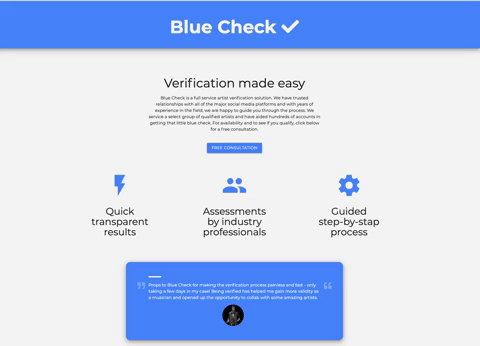 Blue Check
Verification made easy
Blue Check is a full-service artist verification solution. We have trusted
relationships with all of the major social media platforms and with years of
experience in the field, we are happy to guide you through the process. We
service a select group of qualified artists and have aided hundreds of accounts in
getting that little blue check. For availability and to see if you qualify, click below
for a free consultation.
FREE CONSULTATION
Quick
transparent
results
Assessments
by industry
professionals
Guided
step-by-stap
process
Props to Blue Check for making the verification process painless and fast - only
taking a few days in my case! Being verified has helped me gain more validity as
a musician and opened up the opportunity to collab with some amazing artists.